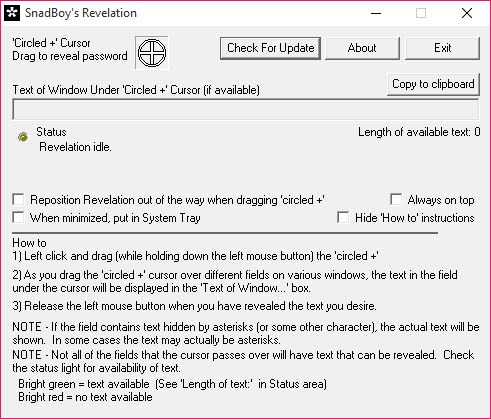 SnadBoy's Revelation
'Circled +' Cursor
Drag to reveal password
Check For Update
About
Exit
Copy to clipboard
Text of Window Under 'Circled +' Cursor (if available)
Status
Length of available text: 0
Revelation idle.
Reposition Revelation out of the way when dragging 'circled +'
Always on top
When minimized, put in System Tray
Hide 'How to' instructions
How to
1) Left click and drag (while holding down the left mouse button) the 'circled +'
2) As you drag the 'circled +' cursor over different fields on various windows, the text in the field
under the cursor will be displayed in the 'Text of Window...' box.
3) Release the left mouse button when you have revealed the text you desire.
NOTE - If the field contains text hidden by asterisks (or some other character), the actual text will be
shown.  In some cases the text may actually be asterisks.
NOTE - Not all of the fields that the cursor passes over will have text that can be revealed.  Check
the status light for availability of text.
Bright green = text available  (See 'Length of text:'  in Status area)
Bright red = no text available